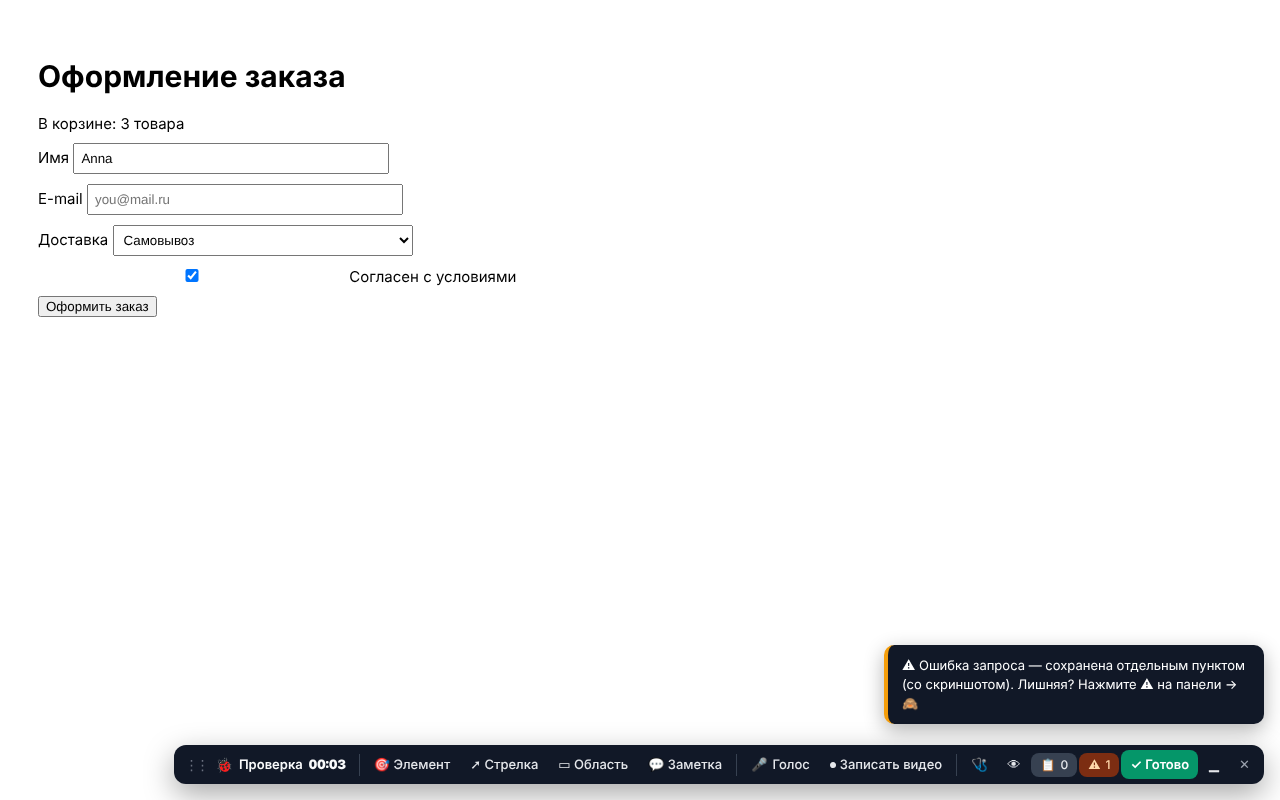 Оформление заказа
В корзине: 3 товара
Имя Anna
E-mail you@mail.ru
Доставка Самовывоз
Согласен с условиями
Оформить заказ
⚠ Ошибка запроса — сохранена отдельным пунктом
(со скриншотом). Лишняя? Нажмите ⚠ на панели →
🙈
🐞 Проверка 00:03 🎯 Элемент ➚ Стрелка ▭ Область 💬 Заметка 🎤 Голос ● Записать видео 🩺 👁 📋 0 ⚠ 1 ✓ Готово ▁ ✕